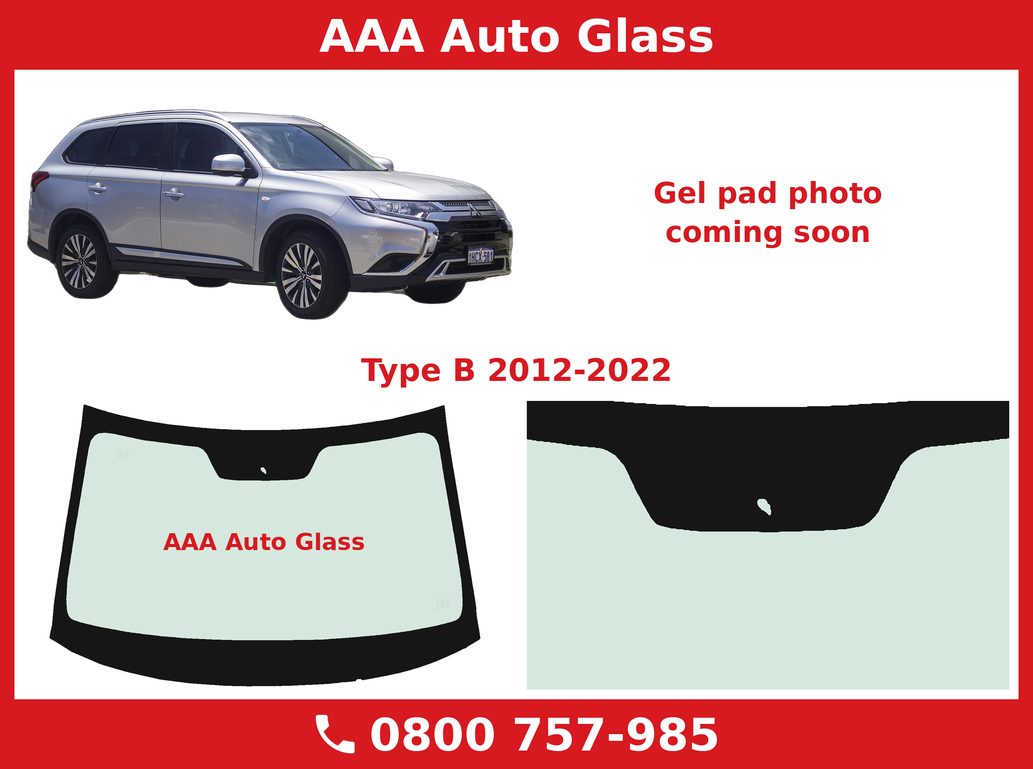 AAA Auto Glass
Gel pad photo
coming soon
Type B 2012-2022
AAA Auto Glass
0800 757-985